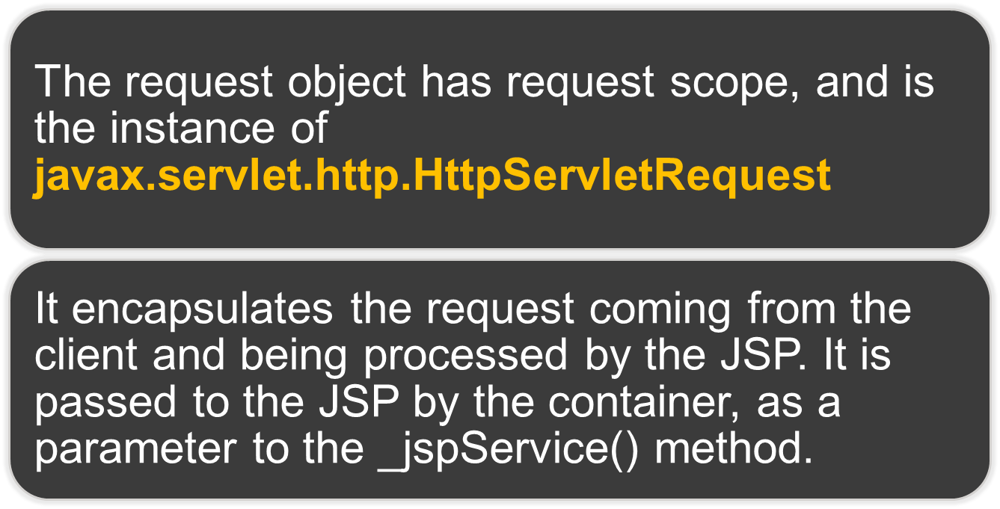 The request object has request scope, and is
the instance of
javax.servlet.http.HttpServletRequest
It encapsulates the request coming from the
client and being processed by the JSP. It is
passed to the JSP by the container, as a
parameter to the _jspService() method.